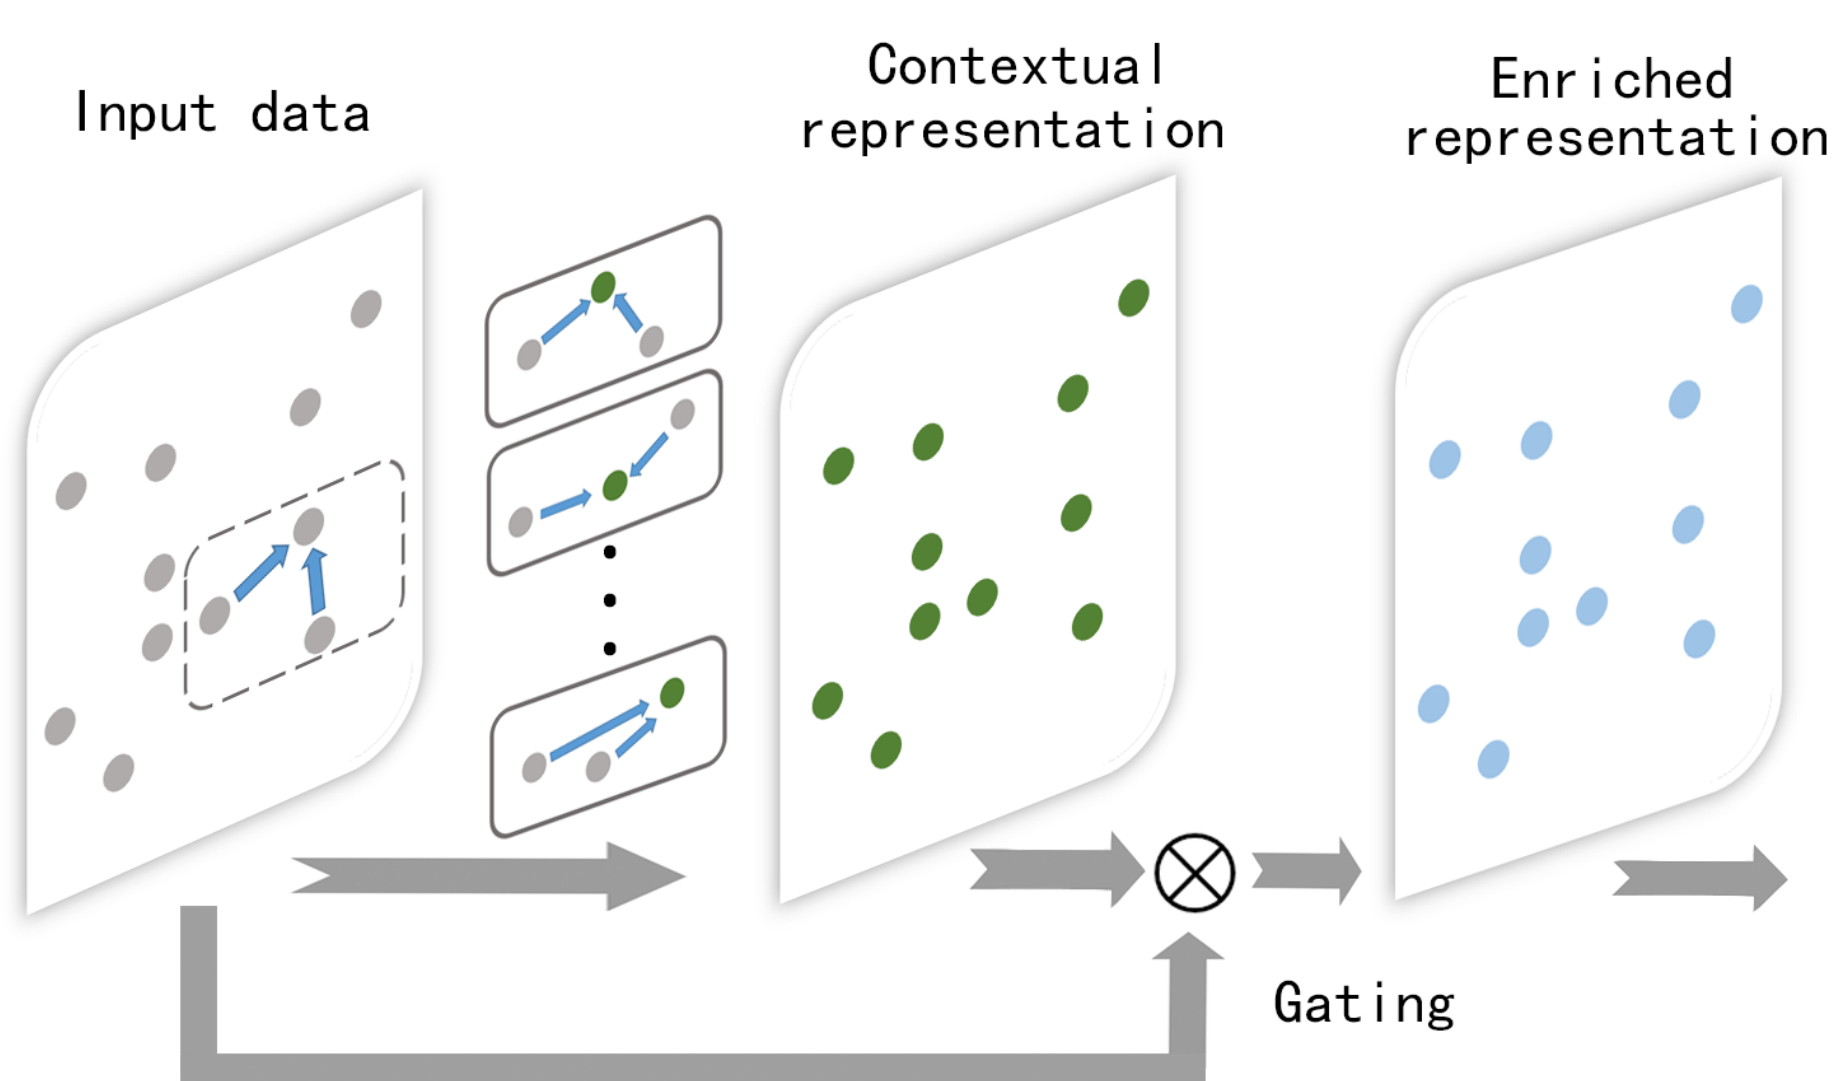 Input data
Contextual
representation
Enriched
representation
Gating